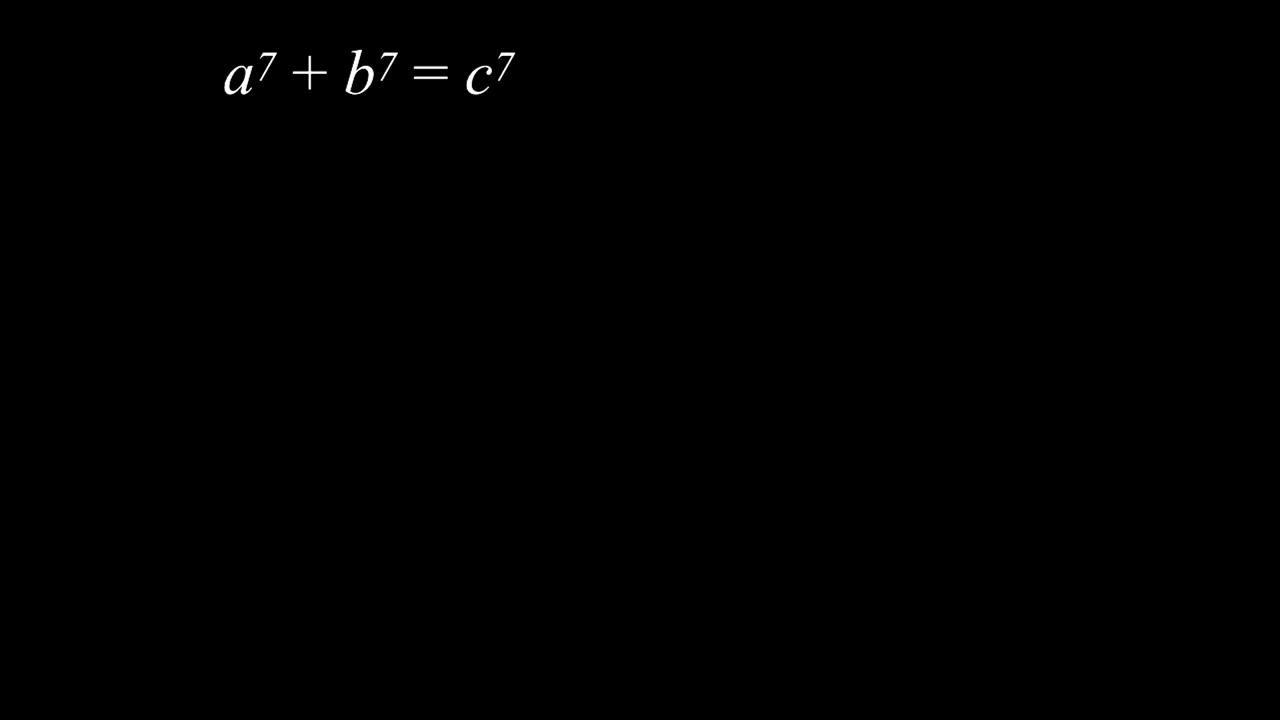 a⁷ + b⁷ = c⁷